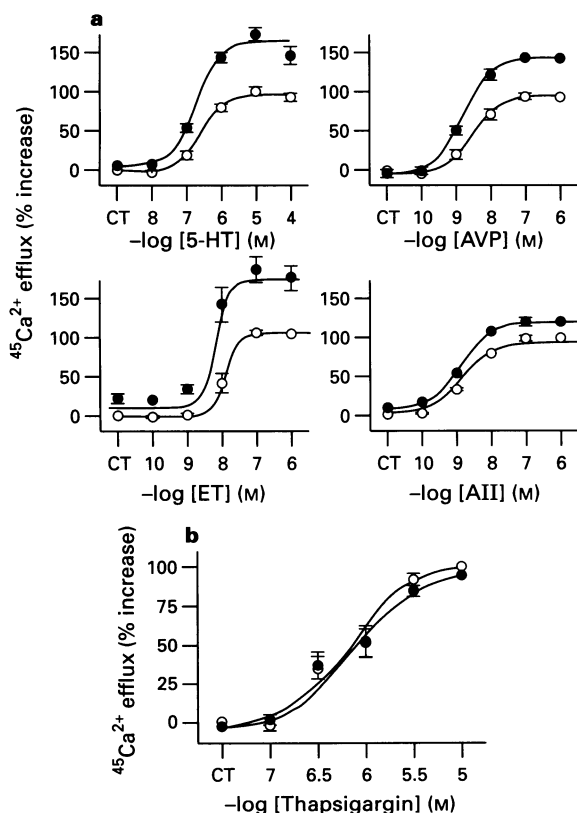 a
⁴⁵Ca²⁺ efflux (% increase)
150
100
50
0
CT 8 7 6 5 4
–log [5-HT] (M)
150
100
50
0
CT 10 9 8 7 6
–log [AVP] (M)
150
100
50
0
CT 10 9 8 7 6
–log [ET] (M)
150
100
50
0
CT 10 9 8 7 6
–log [AII] (M)
b
⁴⁵Ca²⁺ efflux (% increase)
100
75
50
25
0
CT 7 6.5 6 5.5 5
–log [Thapsigargin] (M)